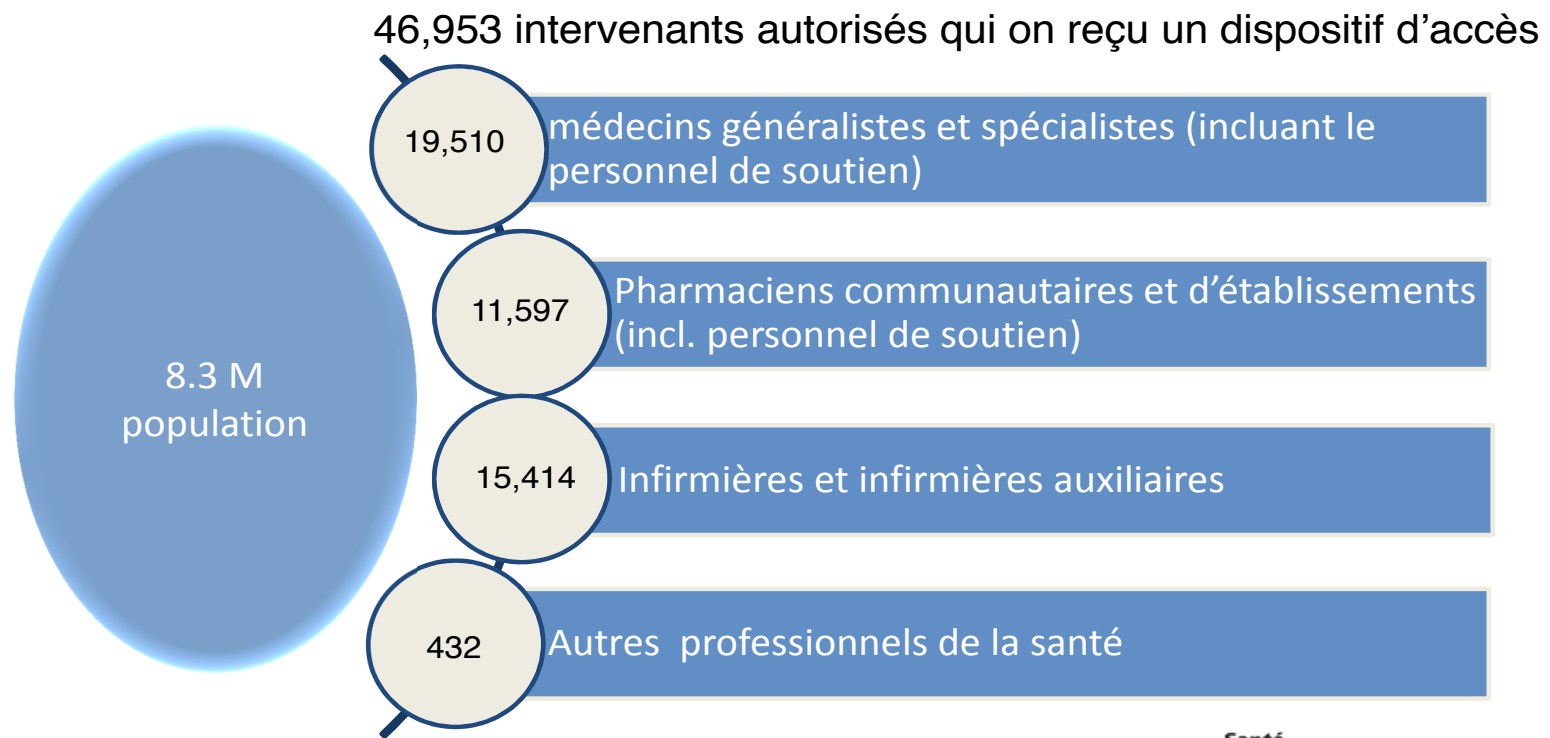 46,953 intervenants autorisés qui on reçu un dispositif d’accès
19,510
médecins généralistes et spécialistes (incluant le
personnel de soutien)
11,597
Pharmaciens communautaires et d’établissements
(incl. personnel de soutien)
8.3 M
population
15,414
Infirmières et infirmières auxiliaires
432
Autres professionnels de la santé